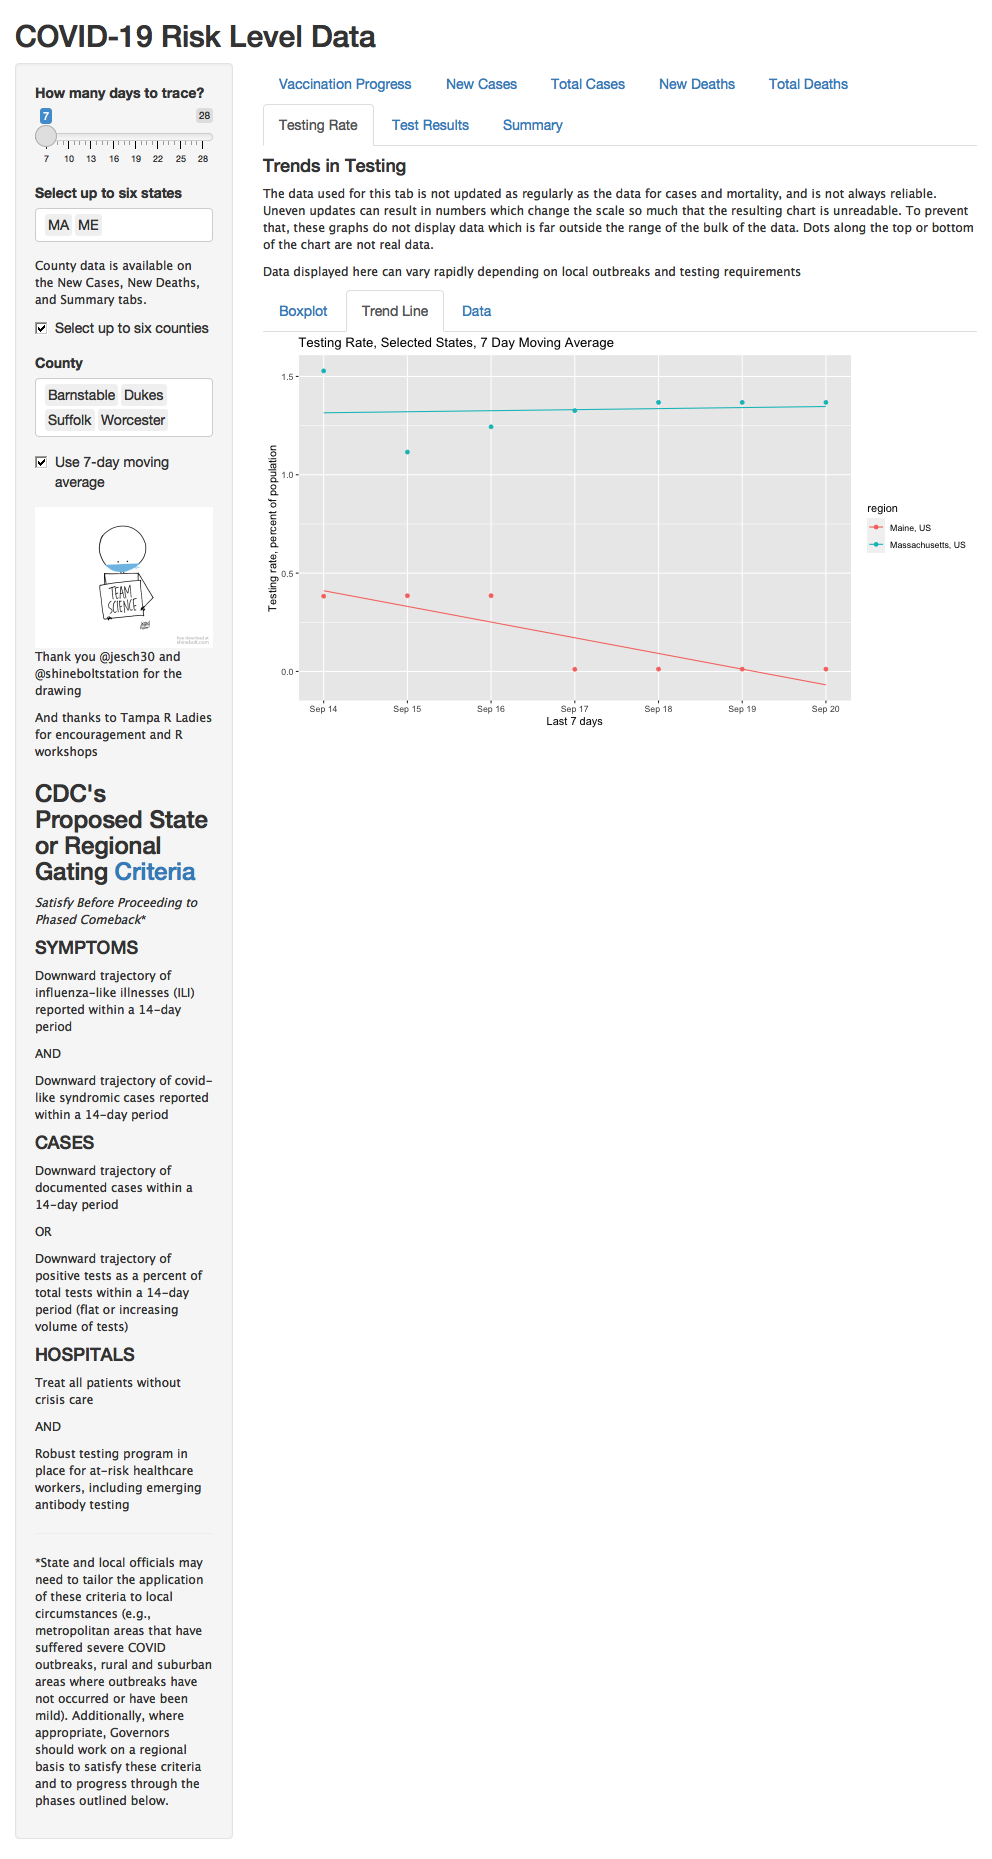 COVID-19 Risk Level Data
How many days to trace?
7
28
7 10 13 16 19 22 25 28
Select up to six states
MA ME
County data is available on
the New Cases, New Deaths,
and Summary tabs.
Select up to six counties
County
Barnstable Dukes
Suffolk Worcester
Use 7-day moving
average
TEAM
SCIENCE
Thank you @jesch30 and
@shineboltstation for the
drawing
And thanks to Tampa R Ladies
for encouragement and R
workshops
CDC's
Proposed State
or Regional
Gating Criteria
Satisfy Before Proceeding to
Phased Comeback*
SYMPTOMS
Downward trajectory of
influenza-like illnesses (ILI)
reported within a 14-day
period
AND
Downward trajectory of covid-
like syndromic cases reported
within a 14-day period
CASES
Downward trajectory of
documented cases within a
14-day period
OR
Downward trajectory of
positive tests as a percent of
total tests within a 14-day
period (flat or increasing
volume of tests)
HOSPITALS
Treat all patients without
crisis care
AND
Robust testing program in
place for at-risk healthcare
workers, including emerging
antibody testing
*State and local officials may
need to tailor the application
of these criteria to local
circumstances (e.g.,
metropolitan areas that have
suffered severe COVID
outbreaks, rural and suburban
areas where outbreaks have
not occurred or have been
mild). Additionally, where
appropriate, Governors
should work on a regional
basis to satisfy these criteria
and to progress through the
phases outlined below.
Vaccination Progress New Cases Total Cases New Deaths Total Deaths
Testing Rate Test Results Summary
Trends in Testing
The data used for this tab is not updated as regularly as the data for cases and mortality, and is not always reliable.
Uneven updates can result in numbers which change the scale so much that the resulting chart is unreadable. To prevent
that, these graphs do not display data which is far outside the range of the bulk of the data. Dots along the top or bottom
of the chart are not real data.
Data displayed here can vary rapidly depending on local outbreaks and testing requirements
Boxplot Trend Line Data
Testing Rate, Selected States, 7 Day Moving Average
Testing rate, percent of population
1.5
1.0
0.5
0.0
Sep 14 Sep 15 Sep 16 Sep 17 Sep 18 Sep 19 Sep 20
Last 7 days
region
Maine, US
Massachusetts, US